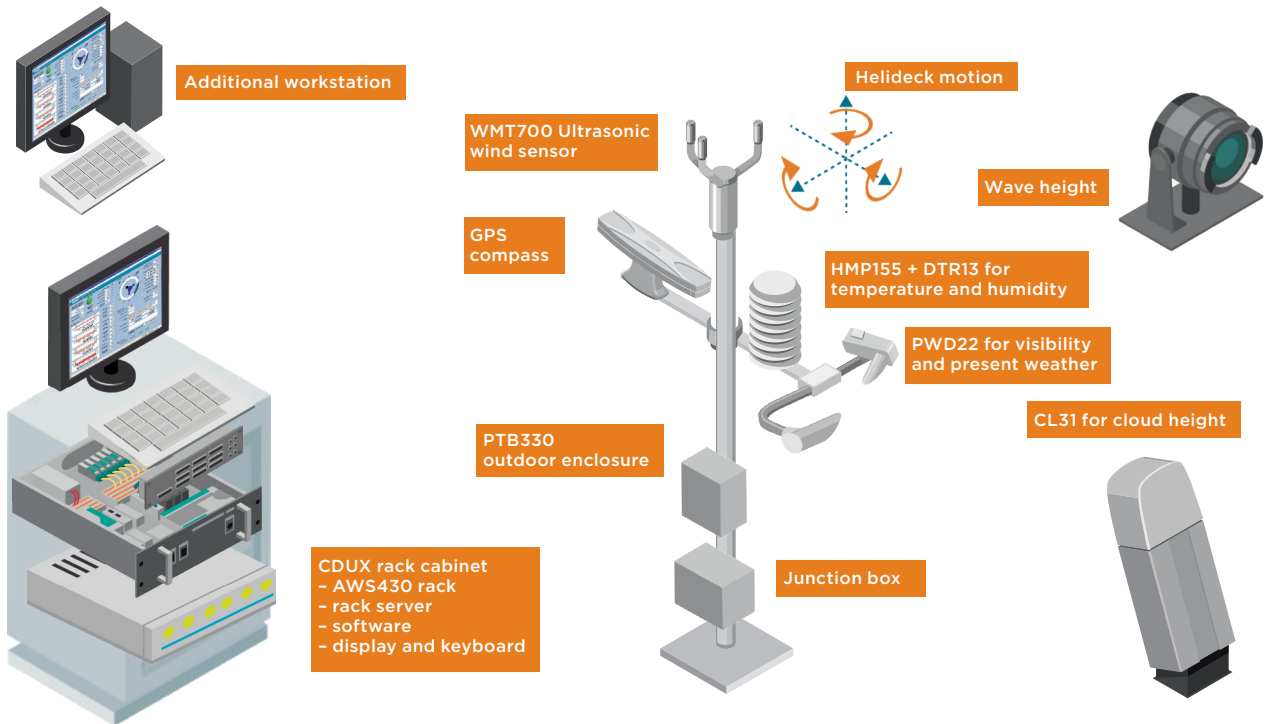 Additional workstation
Helideck motion
WMT700 Ultrasonic
wind sensor
Wave height
GPS
compass
HMP155 + DTR13 for
temperature and humidity
PWD22 for visibility
and present weather
CL31 for cloud height
PTB330
outdoor enclosure
CDUX rack cabinet
– AWS430 rack
– rack server
– software
– display and keyboard
Junction box